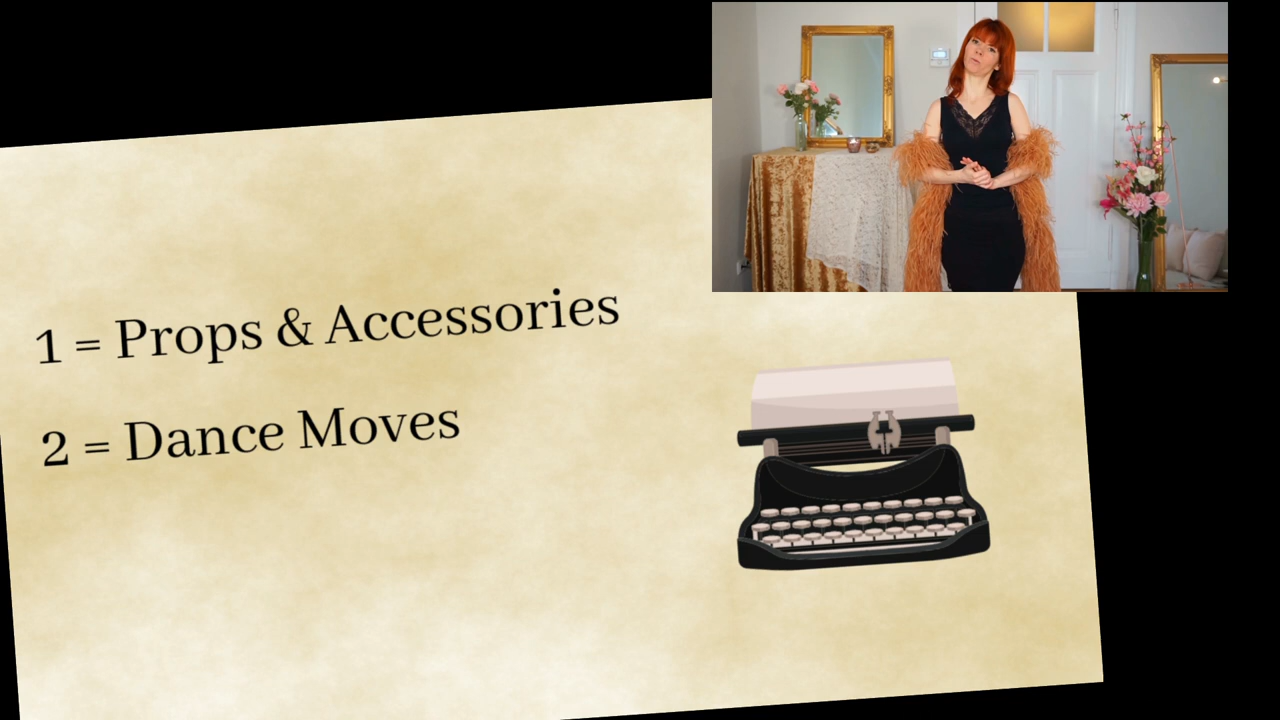 1 = Props & Accessories
2 = Dance Moves